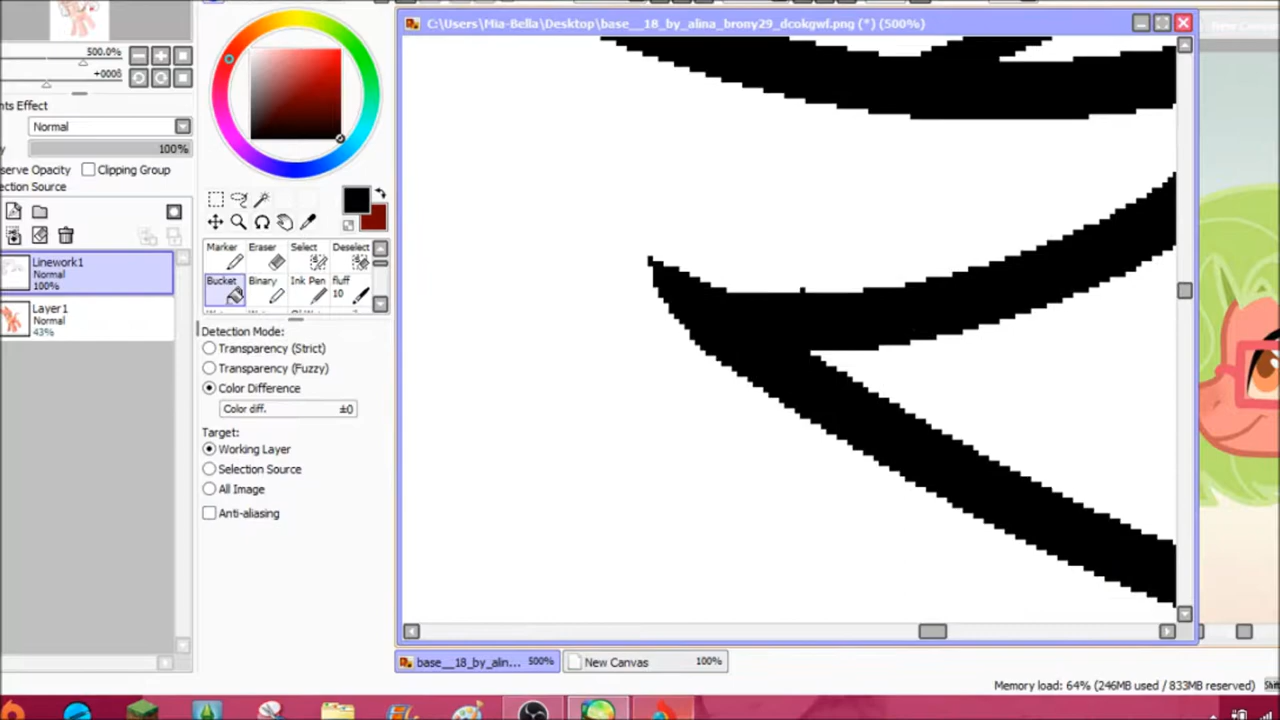 C:\Users\Mia-Bella\Desktop\base__18_by_alina_brony29_dcokgwf.png (*) (500%)
500.0%
+0008
nts Effect
Normal
100%
serve Opacity Clipping Group
ection Source
Linework1
Normal
100%
Layer1
Normal
43%
Marker Eraser Select Deselect
Bucket Binary Ink Pen fluff
10
Detection Mode:
Transparency (Strict)
Transparency (Fuzzy)
Color Difference
Color diff. ±0
Target:
Working Layer
Selection Source
All Image
Anti-aliasing
base__18_by_alin... 500% New Canvas 100%
Memory load: 64% (246MB used / 833MB reserved)